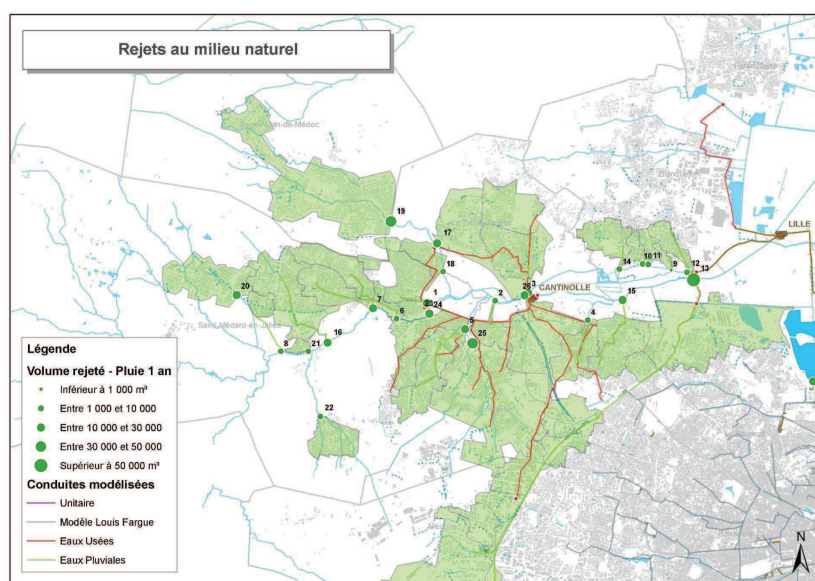 Rejets au milieu naturel
19
17
18
20
7
6
1
23
24
2
26
3
CANTINOLLE
14
10
11
9
12
13
15
LILLE
4
5
25
16
8
21
22
Saint-Médard-en-Jalles
Légende
Volume rejeté - Pluie 1 an
Inférieur à 1 000 m³
Entre 1 000 et 10 000
Entre 10 000 et 30 000
Entre 30 000 et 50 000
Supérieur à 50 000 m³
Conduites modélisées
Unitaire
Modèle Louis Fargue
Eaux Usées
Eaux Pluviales
N